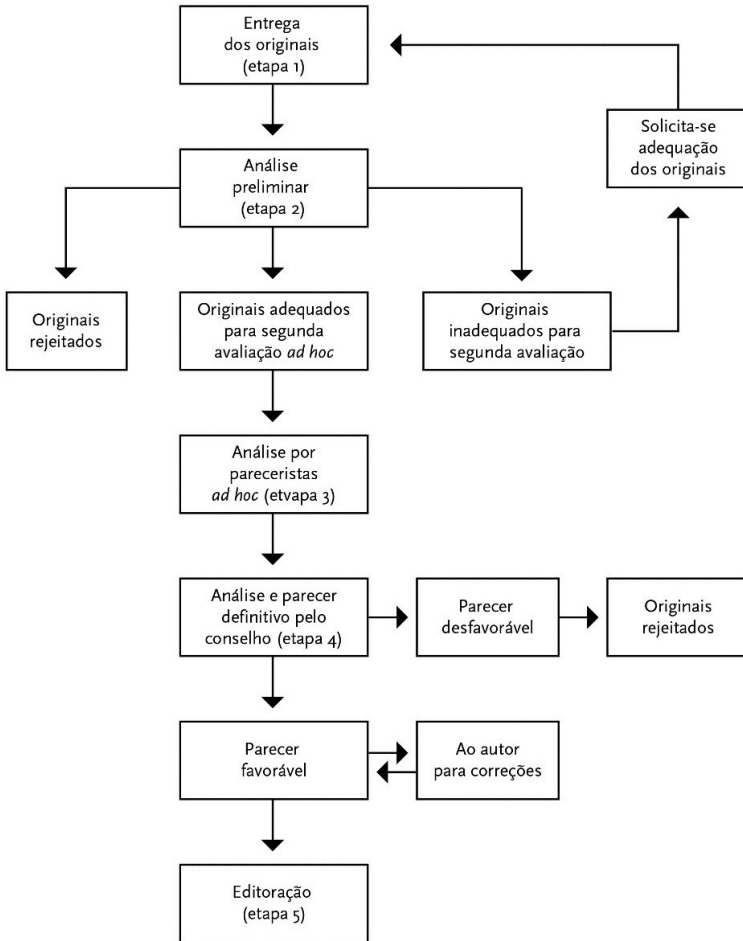 Entrega
dos originais
(etapa 1)
Solicita-se
adequação
dos originais
Análise
preliminar
(etapa 2)
Originais
rejeitados
Originais adequados
para segunda
avaliação ad hoc
Originais
inadequados para
segunda avaliação
Análise por
pareceristas
ad hoc (etvapa 3)
Análise e parecer
definitivo pelo
conselho (etapa 4)
Parecer
desfavorável
Originais
rejeitados
Parecer
favorável
Ao autor
para correções
Editoração
(etapa 5)